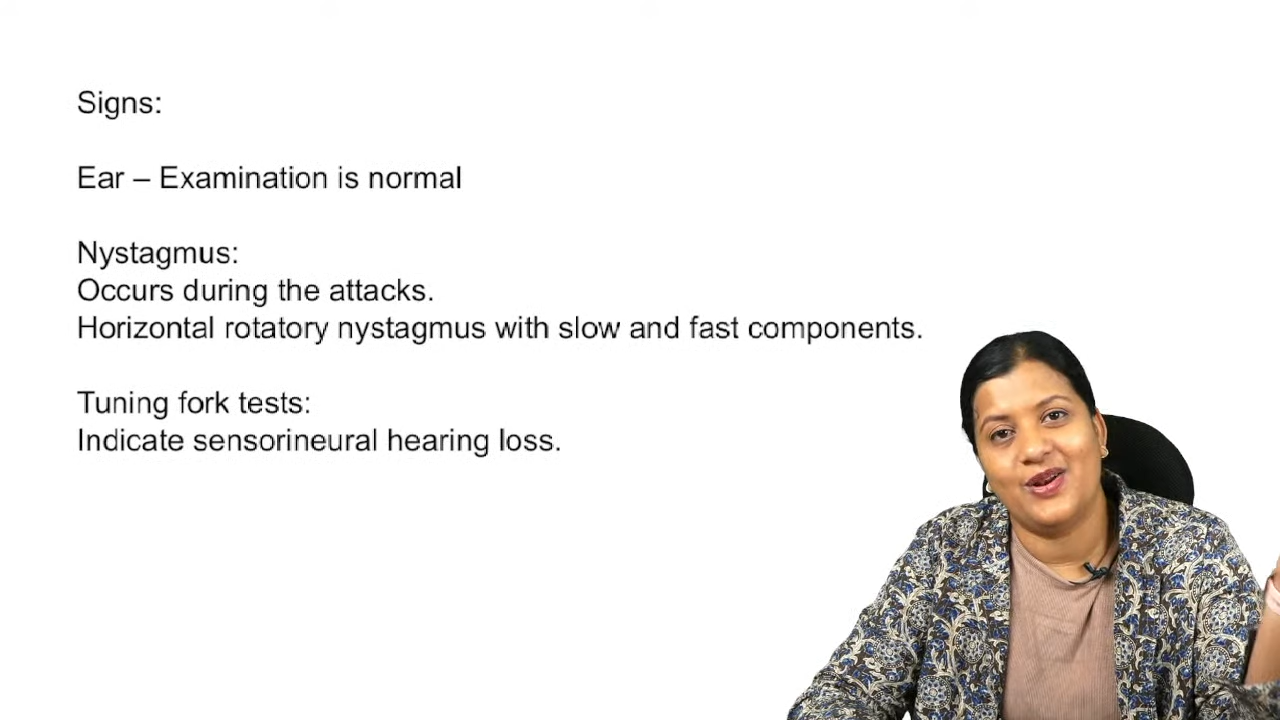 Signs:
Ear – Examination is normal
Nystagmus:
Occurs during the attacks.
Horizontal rotatory nystagmus with slow and fast components.
Tuning fork tests:
Indicate sensorineural hearing loss.